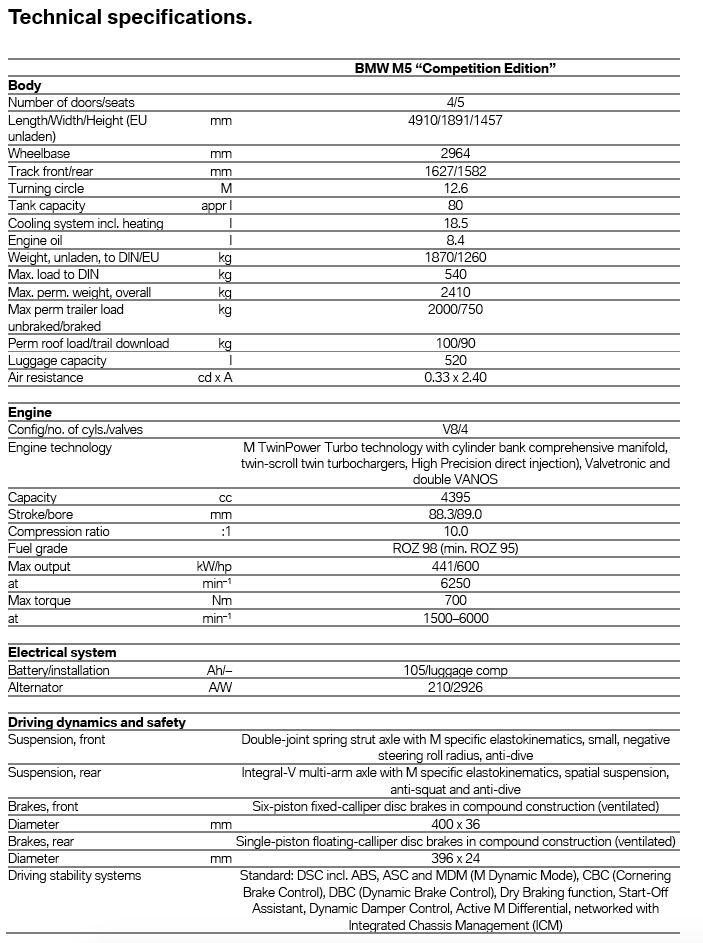 Technical specifications.
BMW M5 “Competition Edition”
Body
Number of doors/seats 4/5
Length/Width/Height (EU mm 4910/1891/1457
unladen)
Wheelbase mm 2964
Track front/rear mm 1627/1582
Turning circle M 12.6
Tank capacity appr l 80
Cooling system incl. heating l 18.5
Engine oil l 8.4
Weight, unladen, to DIN/EU kg 1870/1260
Max. load to DIN kg 540
Max. perm. weight, overall kg 2410
Max perm trailer load kg 2000/750
unbraked/braked
Perm roof load/trail download kg 100/90
Luggage capacity l 520
Air resistance cd x A 0.33 x 2.40
Engine
Config/no. of cyls./valves V8/4
Engine technology M TwinPower Turbo technology with cylinder bank comprehensive manifold,
twin-scroll twin turbochargers, High Precision direct injection), Valvetronic and
double VANOS
Capacity cc 4395
Stroke/bore mm 88.3/89.0
Compression ratio :1 10.0
Fuel grade ROZ 98 (min. ROZ 95)
Max output kW/hp 441/600
at min⁻¹ 6250
Max torque Nm 700
at min⁻¹ 1500–6000
Electrical system
Battery/installation Ah/– 105/luggage comp
Alternator A/W 210/2926
Driving dynamics and safety
Suspension, front Double-joint spring strut axle with M specific elastokinematics, small, negative
steering roll radius, anti-dive
Suspension, rear Integral-V multi-arm axle with M specific elastokinematics, spatial suspension,
anti-squat and anti-dive
Brakes, front Six-piston fixed-calliper disc brakes in compound construction (ventilated)
Diameter mm 400 x 36
Brakes, rear Single-piston floating-calliper disc brakes in compound construction (ventilated)
Diameter mm 396 x 24
Driving stability systems Standard: DSC incl. ABS, ASC and MDM (M Dynamic Mode), CBC (Cornering
Brake Control), DBC (Dynamic Brake Control), Dry Braking function, Start-Off
Assistant, Dynamic Damper Control, Active M Differential, networked with
Integrated Chassis Management (ICM)